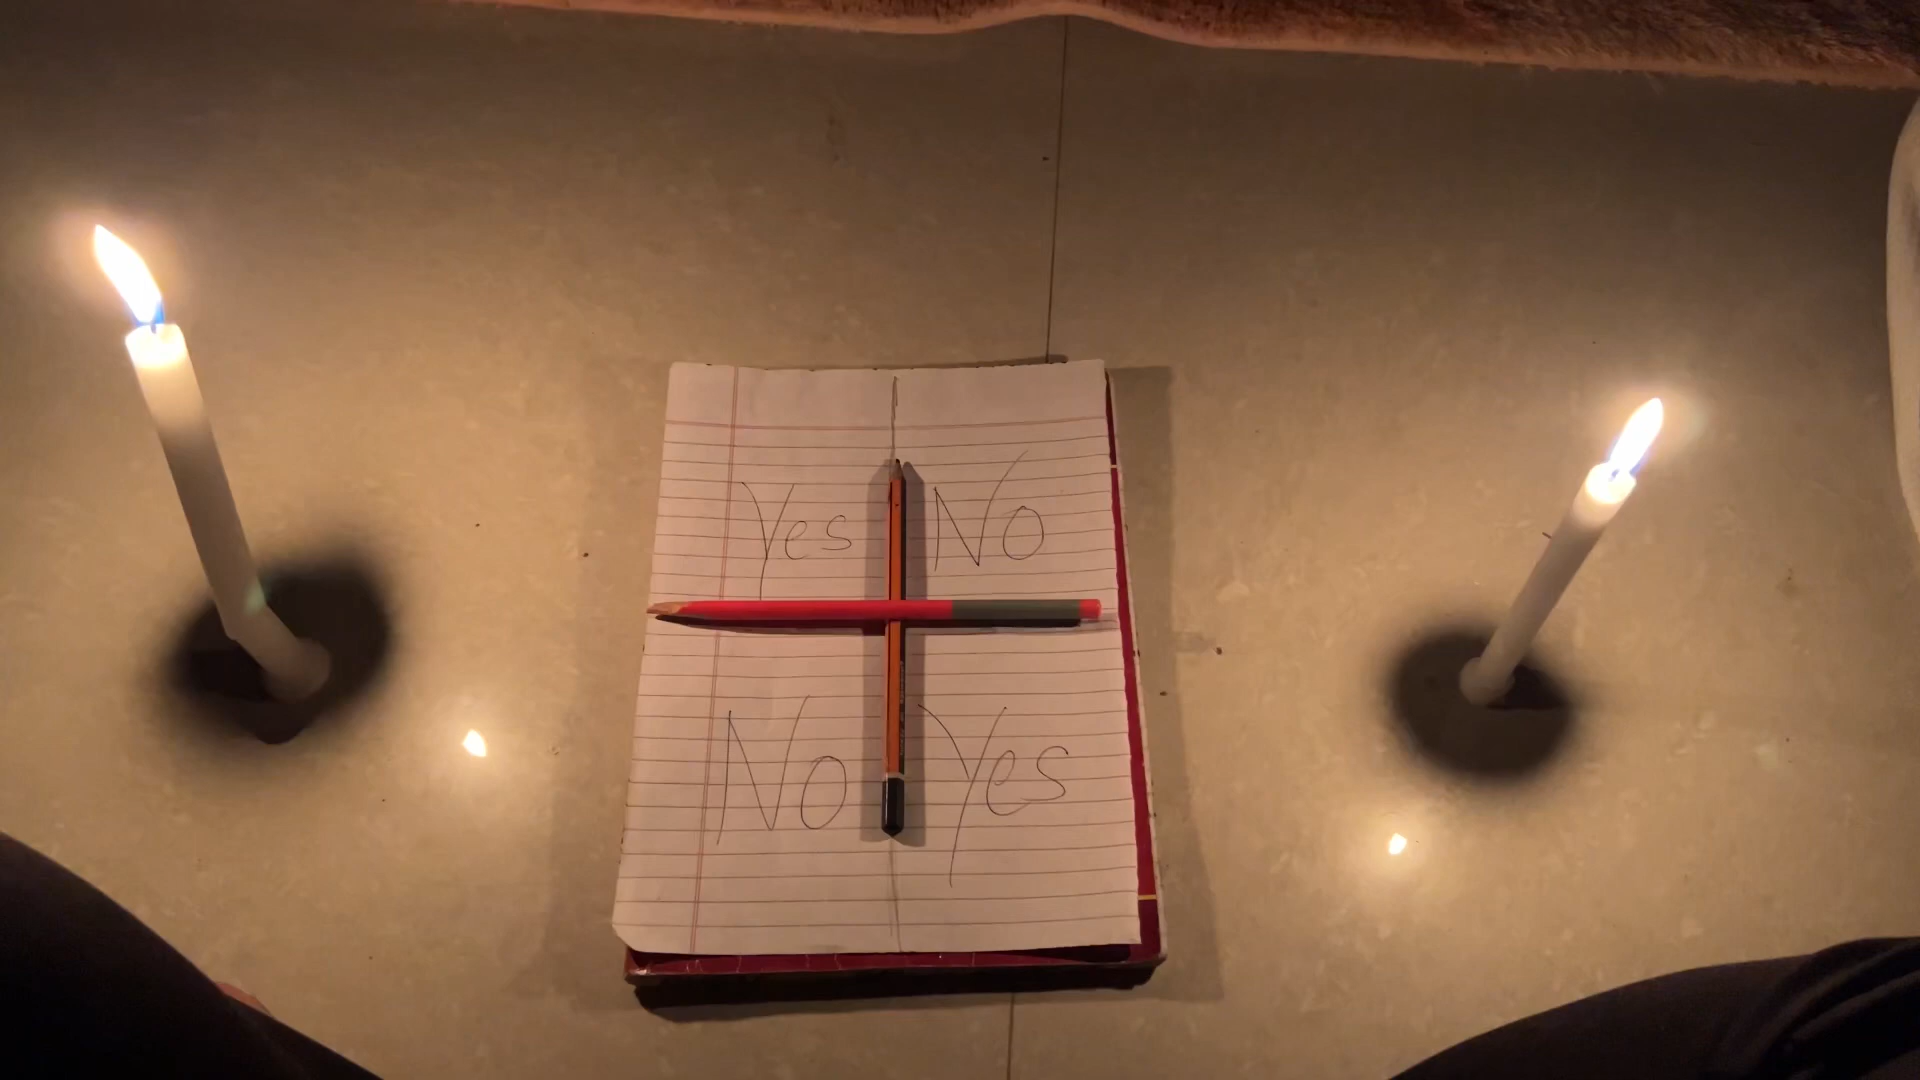 Yes No
No Yes